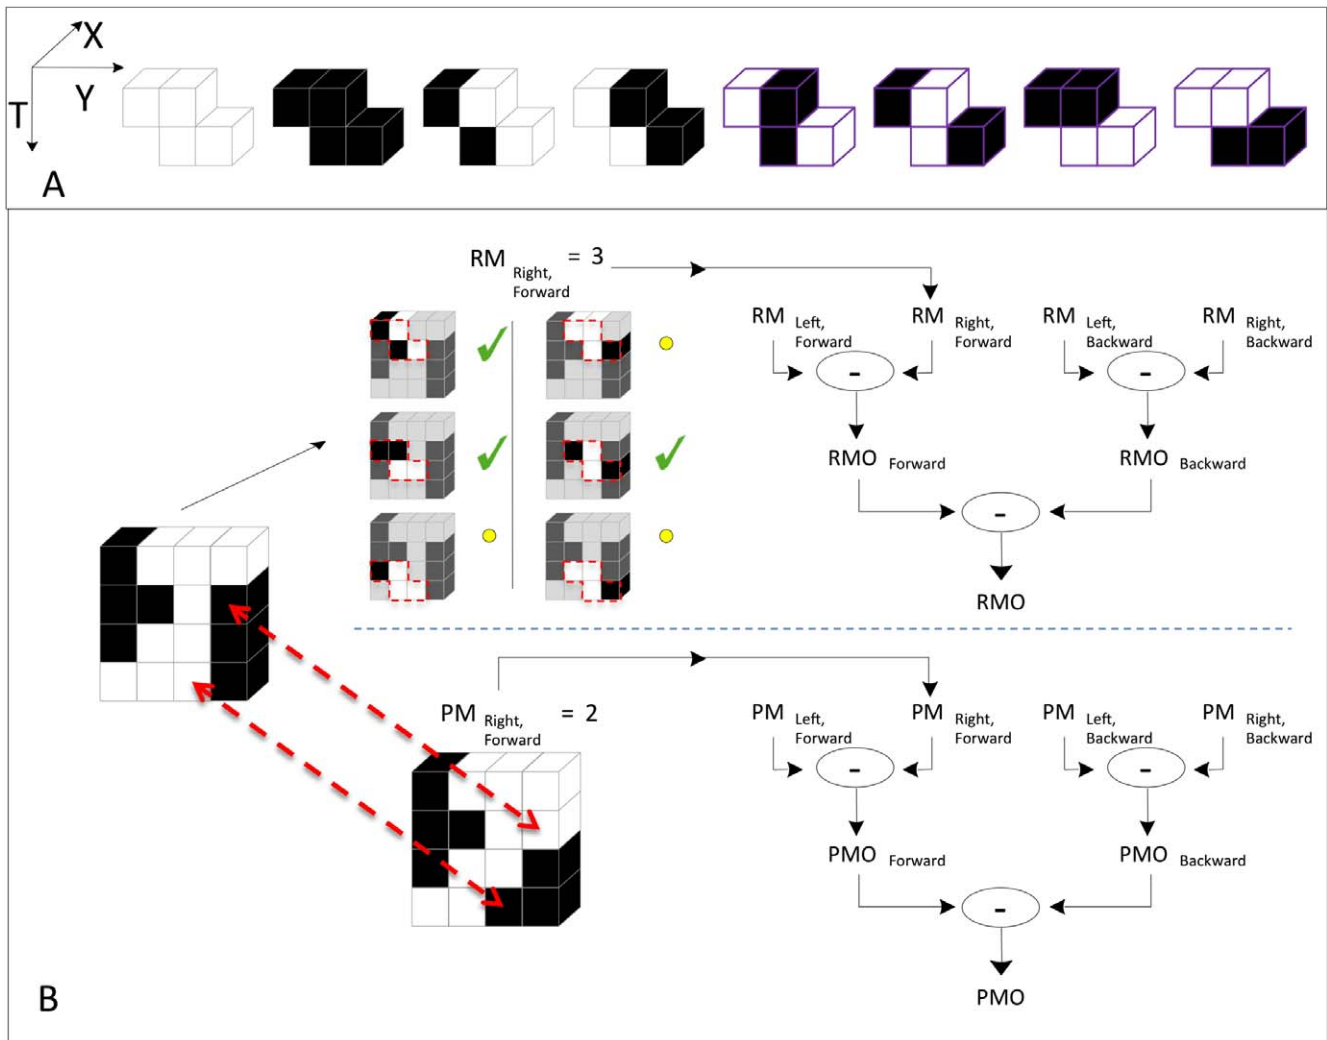 X
Y
T
A
RM Right, Forward = 3
RM Left, Forward
RM Right, Forward
RM Left, Backward
RM Right, Backward
-
-
RMO Forward
RMO Backward
-
RMO
PM Right, Forward = 2
PM Left, Forward
PM Right, Forward
PM Left, Backward
PM Right, Backward
-
-
PMO Forward
PMO Backward
-
PMO
B